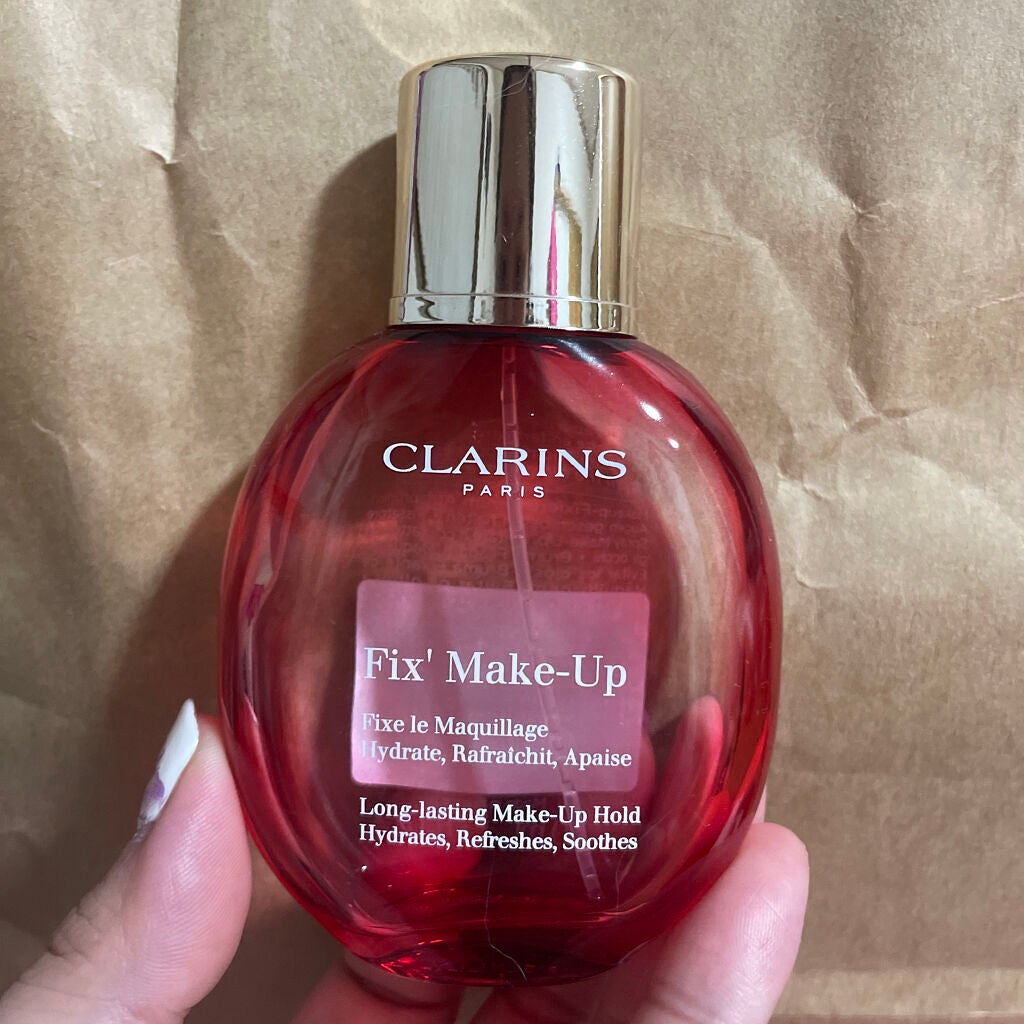 CLARINS
PARIS
Fix' Make-Up
Fixe le Maquillage
Hydrate, Rafraîchit, Apaise
Long-lasting Make-Up Hold
Hydrates, Refreshes, Soothes